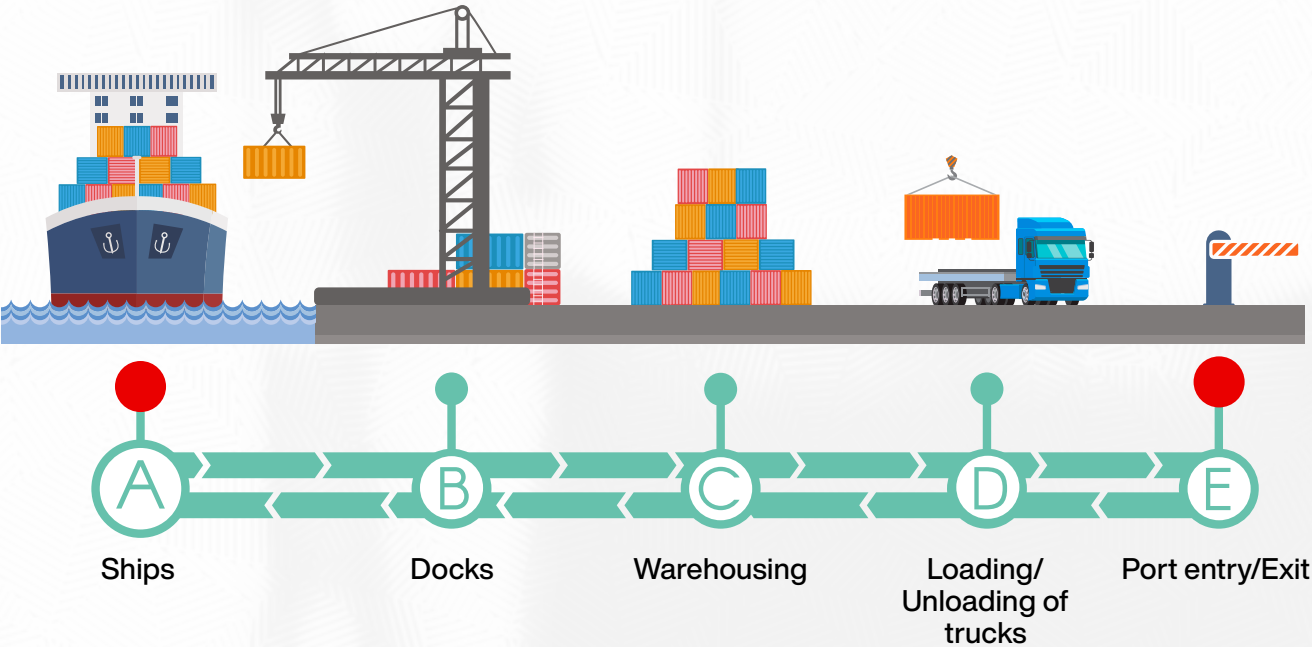 A
B
C
D
E
Ships
Docks
Warehousing
Loading/
Unloading of
trucks
Port entry/Exit